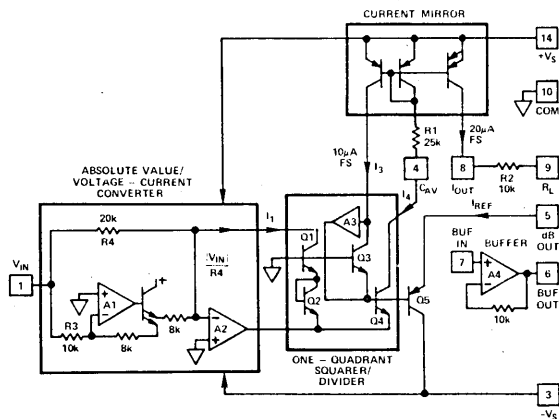 CURRENT MIRROR
14
+VS
10
COM
R1
25k
10µA
FS
20µA
FS
I3
4
CAV
I4
8
IOUT
R2
10k
9
RL
ABSOLUTE VALUE/
VOLTAGE – CURRENT
CONVERTER
20k
R4
I1
|VIN|
R4
VIN
1
R3
10k
A1
+
–
+
8k
8k
–
+
A2
Q1
Q2
A3
Q3
Q4
Q5
IREF
5
dB
OUT
BUF
IN
BUFFER
7
+
–
A4
6
BUF
OUT
10k
ONE – QUADRANT
SQUARER/
DIVIDER
3
-VS